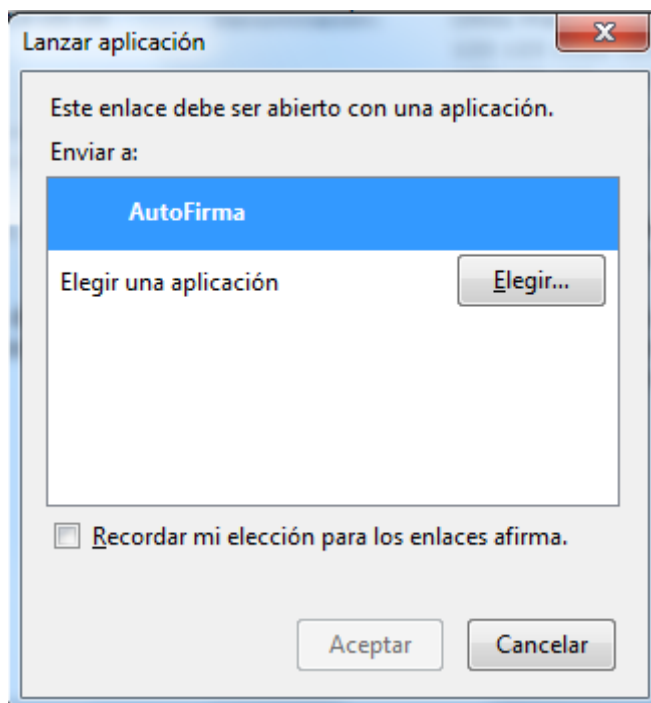 Lanzar aplicación
Este enlace debe ser abierto con una aplicación.
Enviar a:
AutoFirma
Elegir una aplicación
Elegir...
Recordar mi elección para los enlaces afirma.
Aceptar
Cancelar